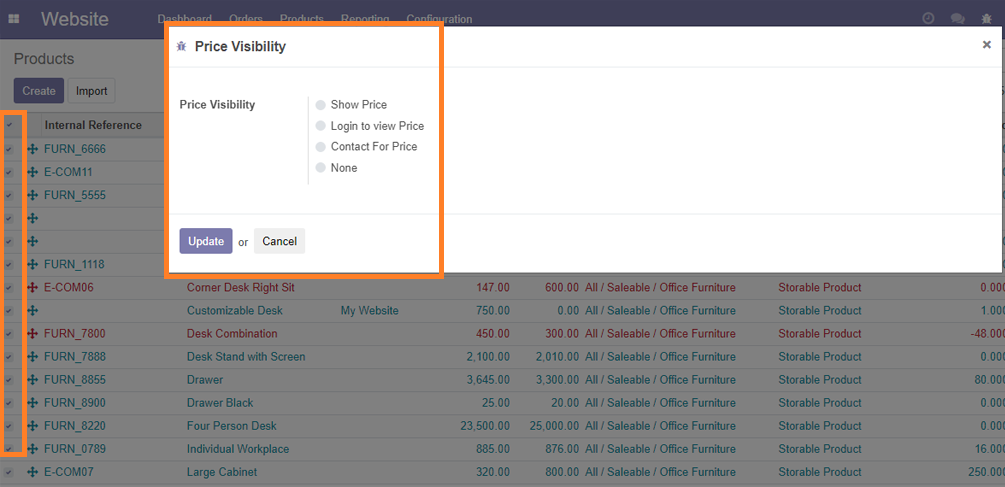 Website Dashboard Orders Products Reporting Configuration
Price Visibility ×
Products
Create Import
Price Visibility
Show Price
Login to view Price
Contact For Price
None
Update or Cancel
Internal Reference
FURN_6666
E-COM11
FURN_5555
FURN_1118
E-COM06 Corner Desk Right Sit 147.00 600.00 All / Saleable / Office Furniture Storable Product 0.000
Customizable Desk My Website 750.00 0.00 All / Saleable / Office Furniture Storable Product 1.000
FURN_7800 Desk Combination 450.00 300.00 All / Saleable / Office Furniture Storable Product -48.000
FURN_7888 Desk Stand with Screen 2,100.00 2,010.00 All / Saleable / Office Furniture Storable Product 0.000
FURN_8855 Drawer 3,645.00 3,300.00 All / Saleable / Office Furniture Storable Product 80.000
FURN_8900 Drawer Black 25.00 20.00 All / Saleable / Office Furniture Storable Product 0.000
FURN_8220 Four Person Desk 23,500.00 25,000.00 All / Saleable / Office Furniture Storable Product 0.000
FURN_0789 Individual Workplace 885.00 876.00 All / Saleable / Office Furniture Storable Product 16.000
E-COM07 Large Cabinet 320.00 800.00 All / Saleable / Office Furniture Storable Product 250.000